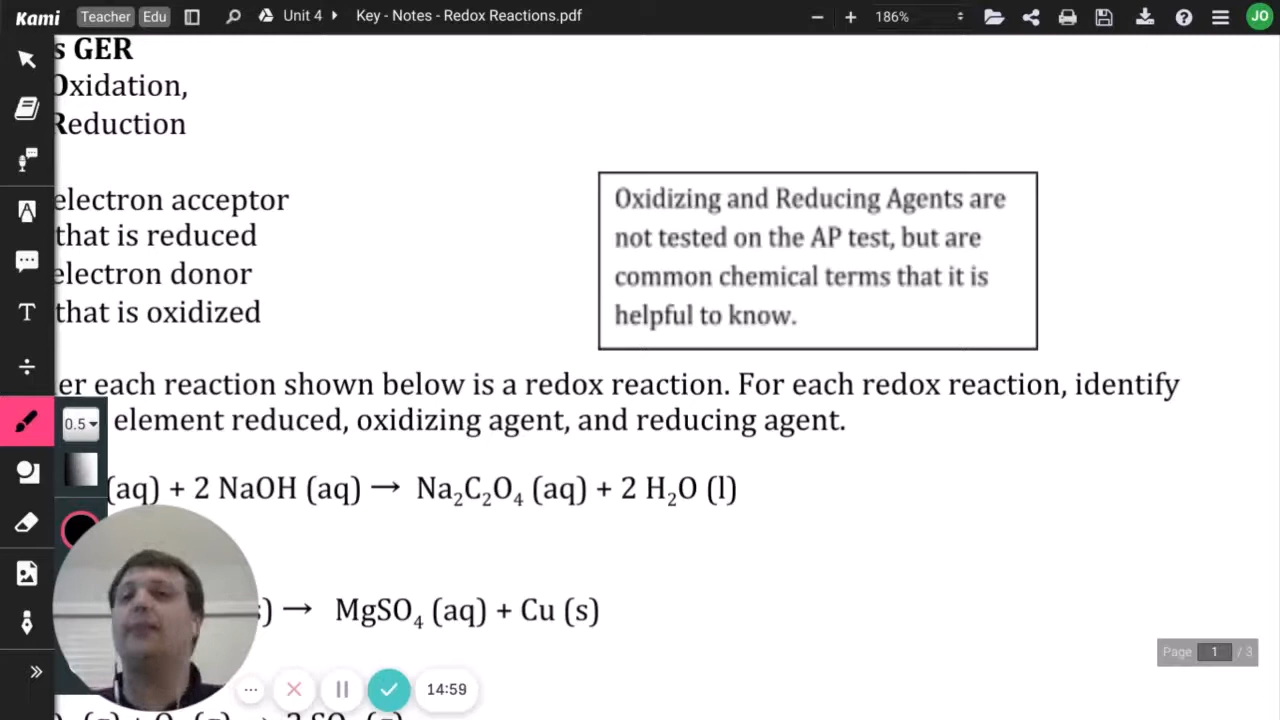 Kami Teacher Edu Unit 4 Key - Notes - Redox Reactions.pdf 186% JO
s GER
Oxidation,
Reduction
electron acceptor
that is reduced
electron donor
that is oxidized
Oxidizing and Reducing Agents are
not tested on the AP test, but are
common chemical terms that it is
helpful to know.
er each reaction shown below is a redox reaction. For each redox reaction, identify
element reduced, oxidizing agent, and reducing agent.
0.5
(aq) + 2 NaOH (aq) → Na₂C₂O₄ (aq) + 2 H₂O (l)
s) → MgSO₄ (aq) + Cu (s)
Page 1 / 3
14:59